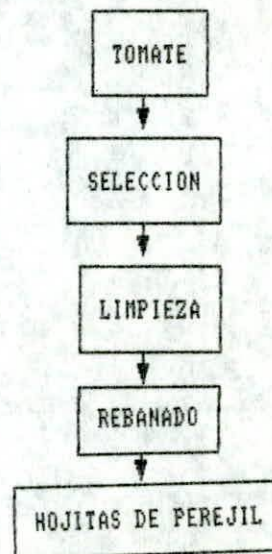 TOMATE
SELECCION
LIMPIEZA
REBANADO
HOJITAS DE PEREJIL